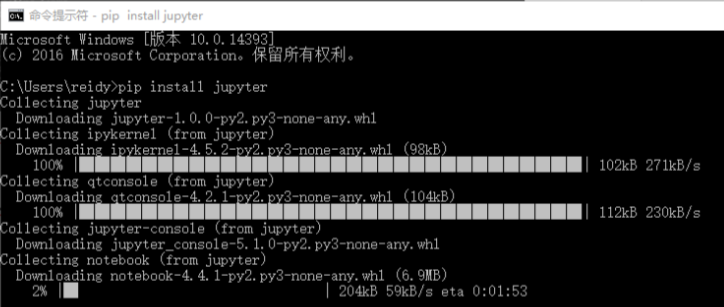 命令提示符 - pip  install jupyter
Microsoft Windows [版本 10.0.14393]
(c) 2016 Microsoft Corporation。保留所有权利。
C:\Users\reidy>pip install jupyter
Collecting jupyter
  Downloading jupyter-1.0.0-py2.py3-none-any.whl
Collecting ipykernel (from jupyter)
  Downloading ipykernel-4.5.2-py2.py3-none-any.whl (98kB)
    100% |████████████████████████████████| 102kB 271kB/s
Collecting qtconsole (from jupyter)
  Downloading qtconsole-4.2.1-py2.py3-none-any.whl (104kB)
    100% |████████████████████████████████| 112kB 230kB/s
Collecting jupyter-console (from jupyter)
  Downloading jupyter_console-5.1.0-py2.py3-none-any.whl
Collecting notebook (from jupyter)
  Downloading notebook-4.4.1-py2.py3-none-any.whl (6.9MB)
    2% |█                               | 204kB 59kB/s eta 0:01:53